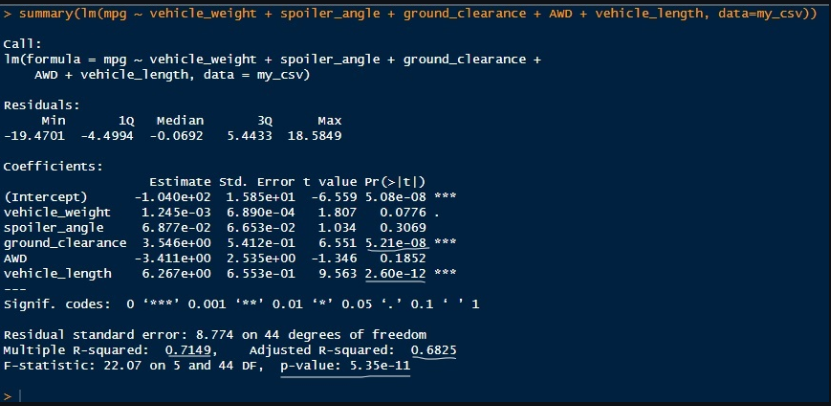 > summary(lm(mpg ~ vehicle_weight + spoiler_angle + ground_clearance + AWD + vehicle_length, data=my_csv))
Call:
lm(formula = mpg ~ vehicle_weight + spoiler_angle + ground_clearance +
    AWD + vehicle_length, data = my_csv)
Residuals:
     Min       1Q   Median       3Q      Max
-19.4701  -4.4994  -0.0692   5.4433  18.5849
Coefficients:
                   Estimate Std. Error t value Pr(>|t|)
(Intercept)      -1.040e+02  1.585e+01  -6.559 5.08e-08 ***
vehicle_weight    1.245e-03  6.890e-04   1.807   0.0776 .
spoiler_angle     6.877e-02  6.653e-02   1.034   0.3069
ground_clearance  3.546e+00  5.412e-01   6.551 5.21e-08 ***
AWD              -3.411e+00  2.535e+00  -1.346   0.1852
vehicle_length    6.267e+00  6.553e-01   9.563 2.60e-12 ***
---
Signif. codes:  0 ‘***’ 0.001 ‘**’ 0.01 ‘*’ 0.05 ‘.’ 0.1 ‘ ’ 1
Residual standard error: 8.774 on 44 degrees of freedom
Multiple R-squared:  0.7149,    Adjusted R-squared:  0.6825
F-statistic: 22.07 on 5 and 44 DF,  p-value: 5.35e-11
>